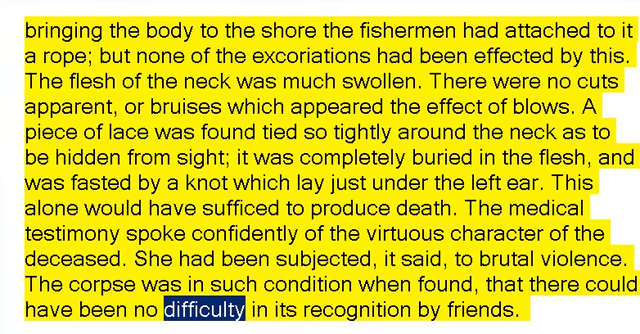 bringing the body to the shore the fishermen had attached to it
a rope; but none of the excoriations had been effected by this.
The flesh of the neck was much swollen. There were no cuts
apparent, or bruises which appeared the effect of blows. A
piece of lace was found tied so tightly around the neck as to
be hidden from sight; it was completely buried in the flesh, and
was fasted by a knot which lay just under the left ear. This
alone would have sufficed to produce death. The medical
testimony spoke confidently of the virtuous character of the
deceased. She had been subjected, it said, to brutal violence.
The corpse was in such condition when found, that there could
have been no difficulty in its recognition by friends.